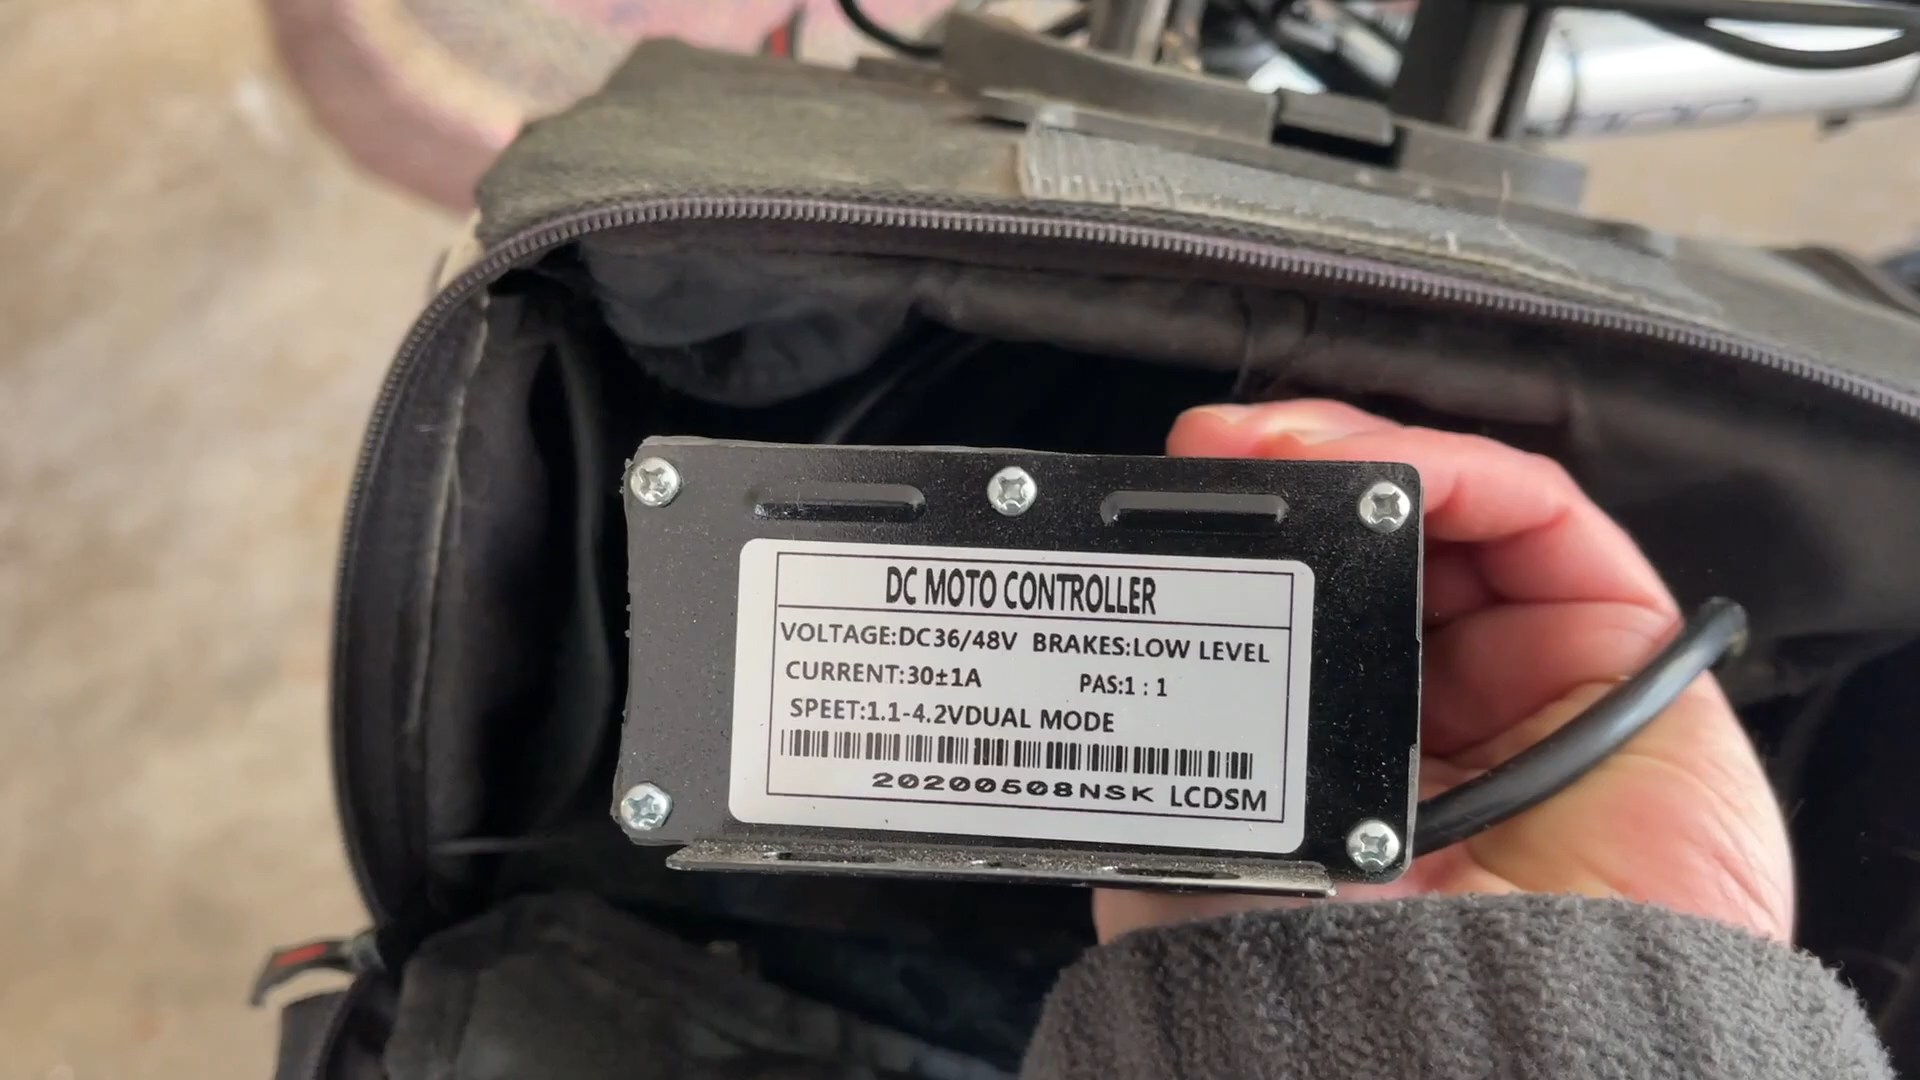 DC MOTO CONTROLLER
VOLTAGE:DC36/48V BRAKES:LOW LEVEL
CURRENT:30±1A PAS:1 : 1
SPEET:1.1-4.2VDUAL MODE
20200508NSK LCDSM